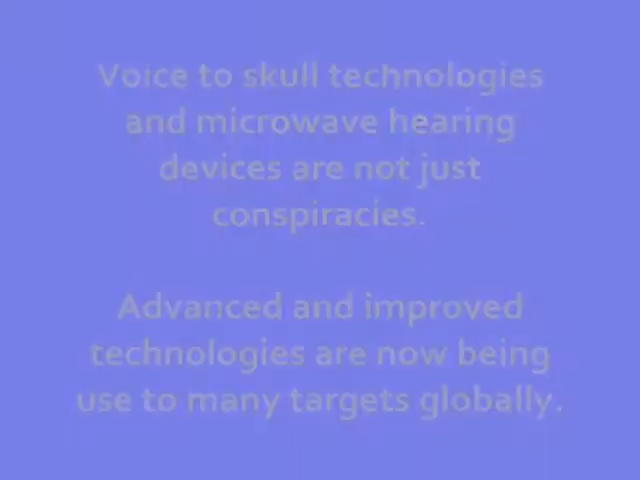 Voice to skull technologies
and microwave hearing
devices are not just
conspiracies.
Advanced and improved
technologies are now being
use to many targets globally.